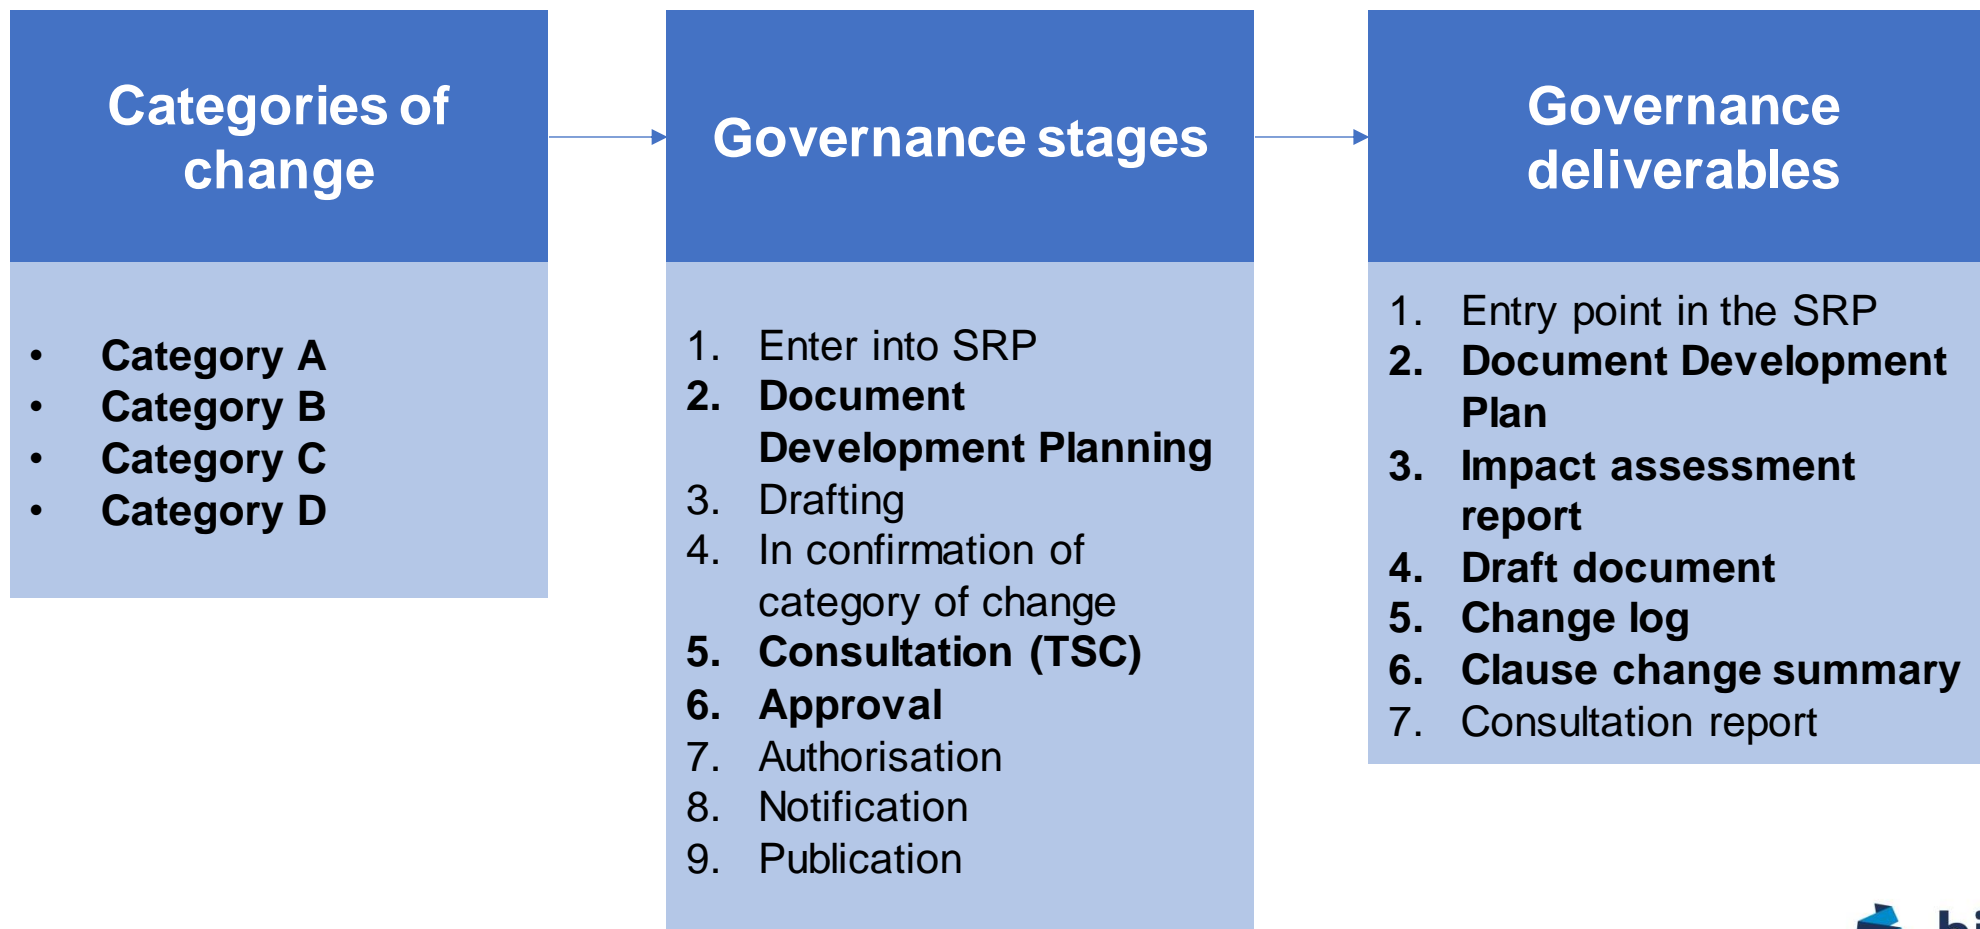 Categories of
change
• Category A
• Category B
• Category C
• Category D
Governance stages
1. Enter into SRP
2. Document
Development Planning
3. Drafting
4. In confirmation of
category of change
5. Consultation (TSC)
6. Approval
7. Authorisation
8. Notification
9. Publication
Governance
deliverables
1. Entry point in the SRP
2. Document Development
Plan
3. Impact assessment
report
4. Draft document
5. Change log
6. Clause change summary
7. Consultation report